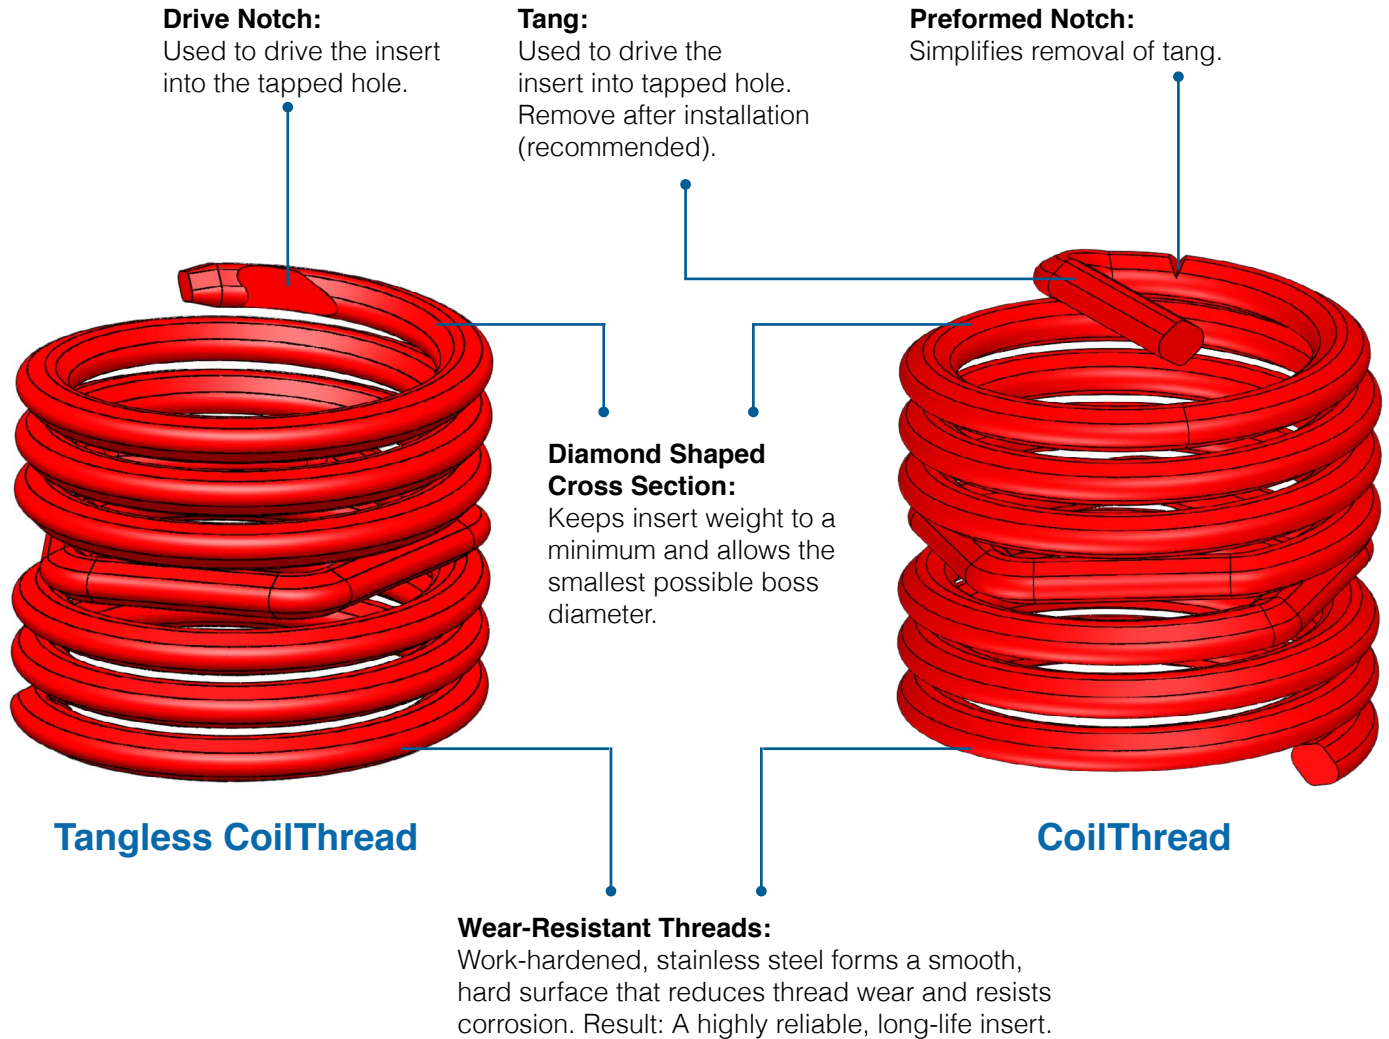 Drive Notch:
Used to drive the insert
into the tapped hole.
Tang:
Used to drive the
insert into tapped hole.
Remove after installation
(recommended).
Preformed Notch:
Simplifies removal of tang.
Diamond Shaped
Cross Section:
Keeps insert weight to a
minimum and allows the
smallest possible boss
diameter.
Tangless CoilThread
CoilThread
Wear-Resistant Threads:
Work-hardened, stainless steel forms a smooth,
hard surface that reduces thread wear and resists
corrosion. Result: A highly reliable, long-life insert.